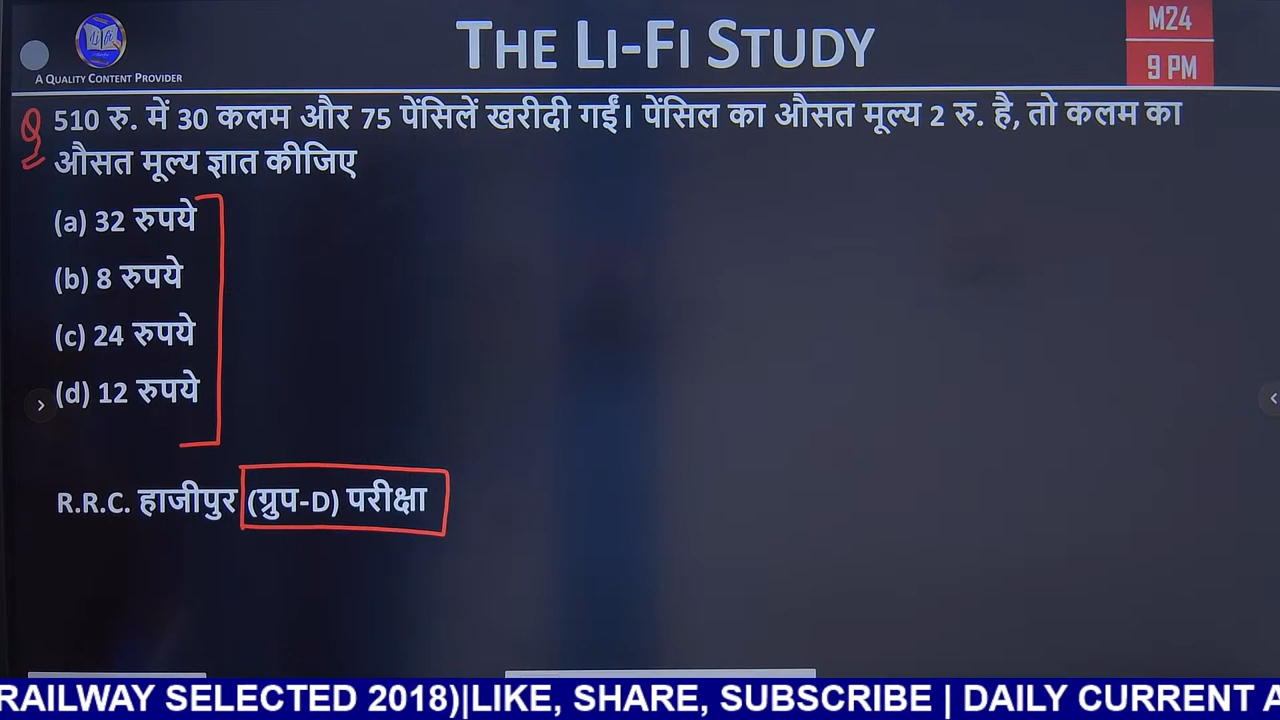 THE LI-FI STUDY
M24
9 PM
A QUALITY CONTENT PROVIDER
Q 510 रु. में 30 कलम और 75 पेंसिलें खरीदी गईं। पेंसिल का औसत मूल्य 2 रु. है, तो कलम का
औसत मूल्य ज्ञात कीजिए
(a) 32 रुपये
(b) 8 रुपये
(c) 24 रुपये
(d) 12 रुपये
R.R.C. हाजीपुर (ग्रुप-D) परीक्षा
RAILWAY SELECTED 2018)|LIKE, SHARE, SUBSCRIBE | DAILY CURRENT A